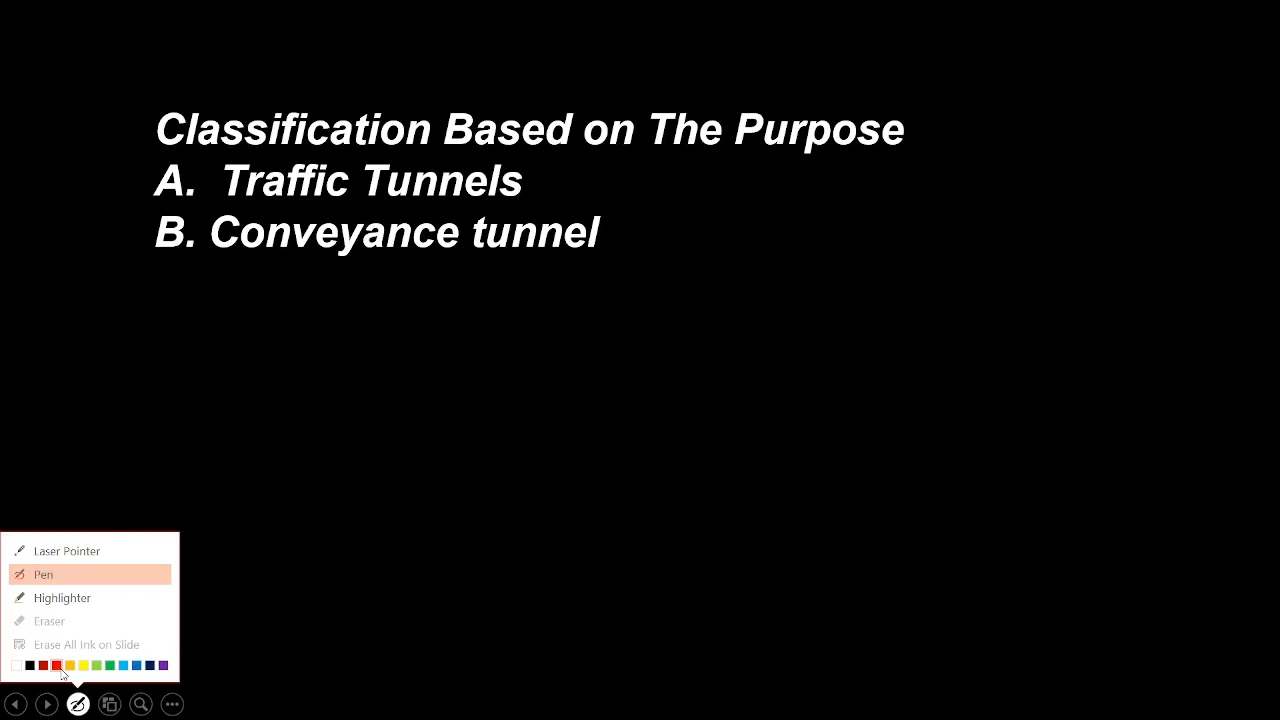 Classification Based on The Purpose
A. Traffic Tunnels
B. Conveyance tunnel
Laser Pointer
Pen
Highlighter
Eraser
Erase All Ink on Slide